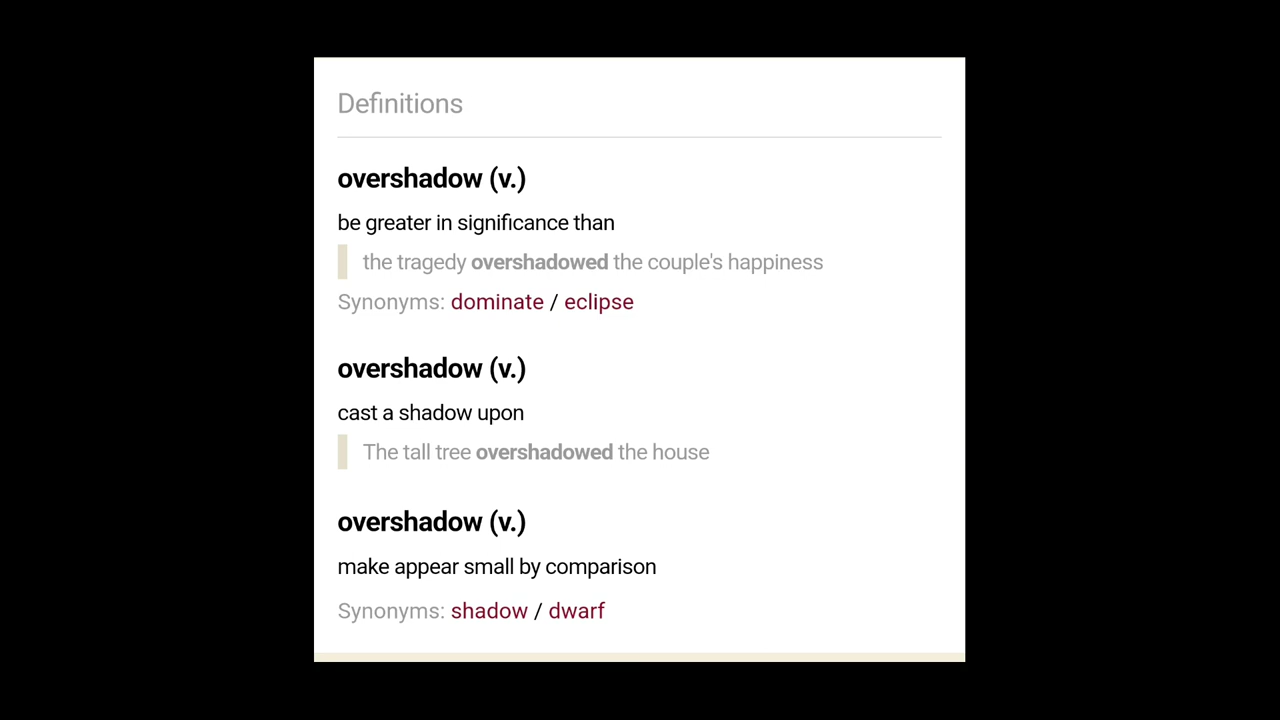 Definitions
overshadow (v.)
be greater in significance than
the tragedy overshadowed the couple's happiness
Synonyms: dominate / eclipse
overshadow (v.)
cast a shadow upon
The tall tree overshadowed the house
overshadow (v.)
make appear small by comparison
Synonyms: shadow / dwarf